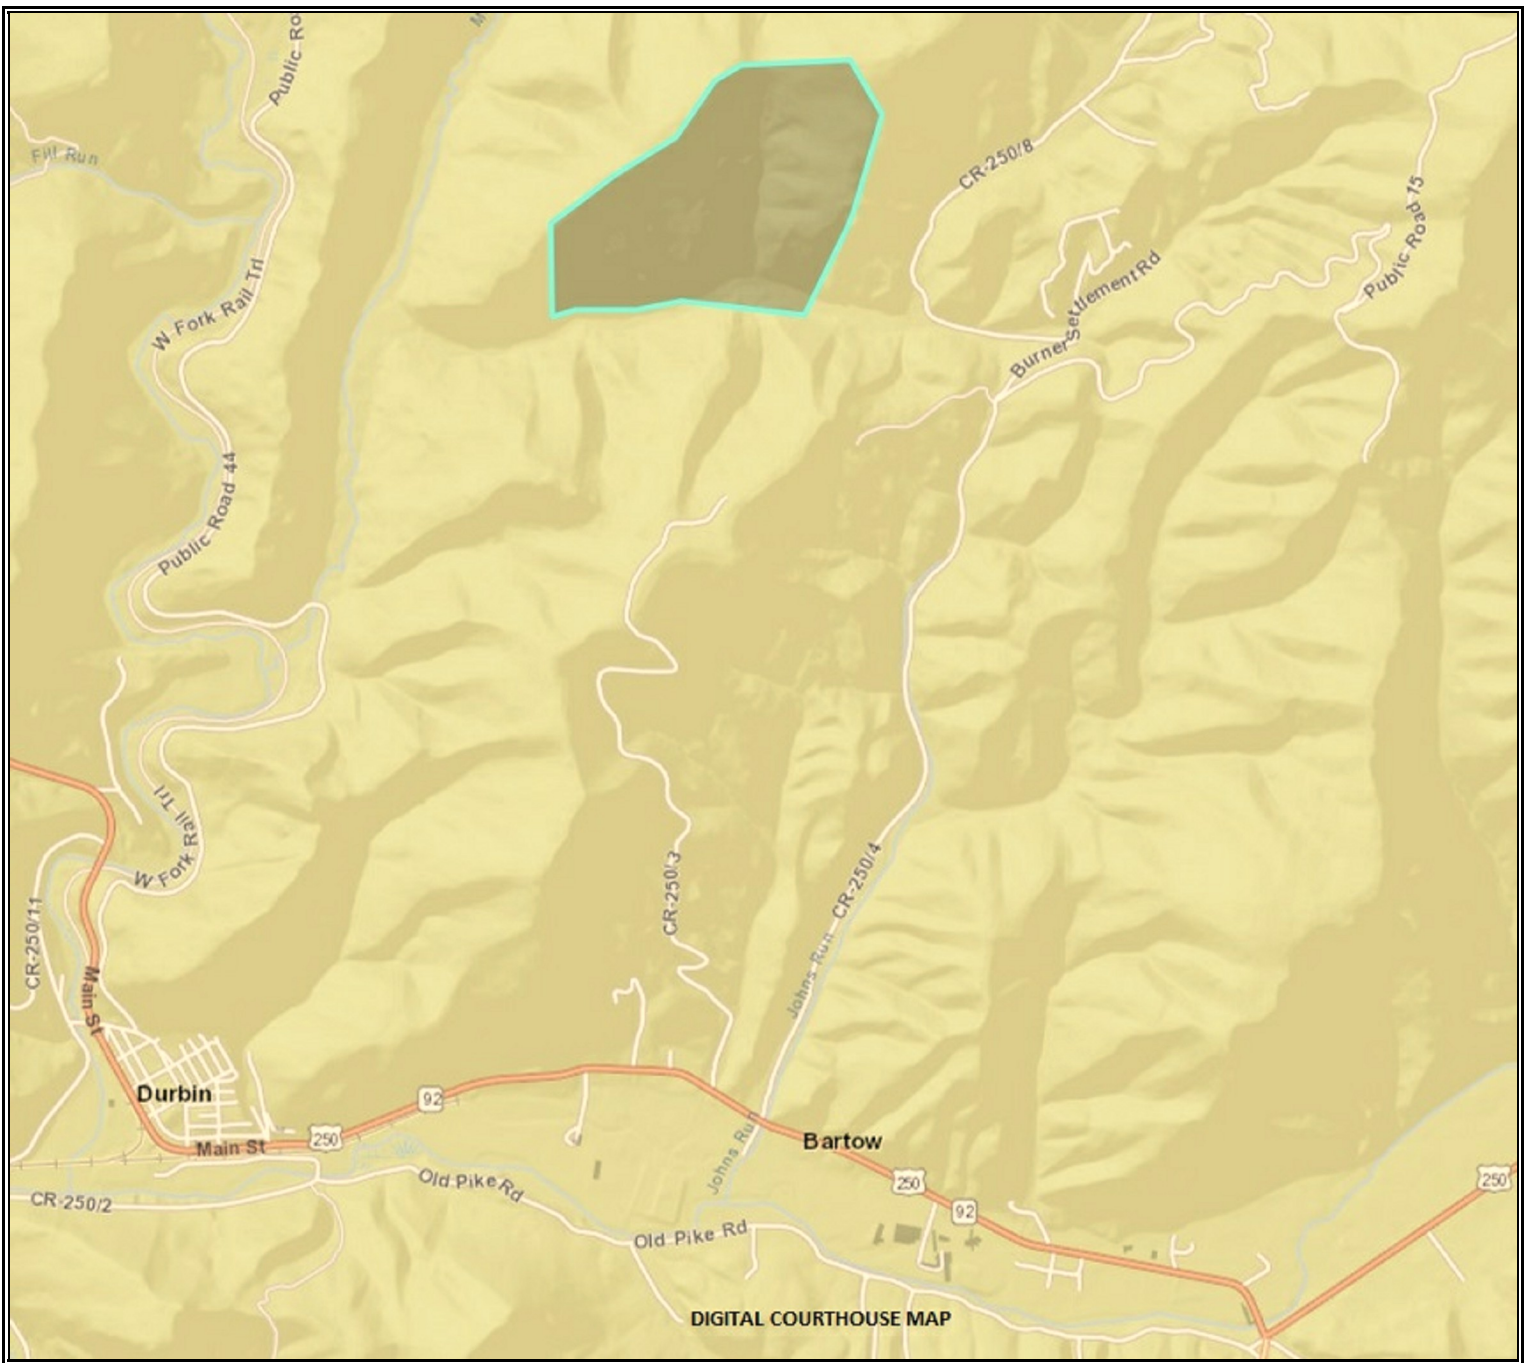 Public Ro
M
Fill Run
CR-250/8
Public Road 15
W Fork Rail Trl
Burner Settlement Rd
Public Road 44
W Fork Rail Trl
CR-250/3
CR-250/4
CR-250/11
Johns Run
Main St
Durbin
92
250
Main St
Johns Run
Bartow
250
92
250
CR-250/2
Old Pike Rd
Old Pike Rd
DIGITAL COURTHOUSE MAP